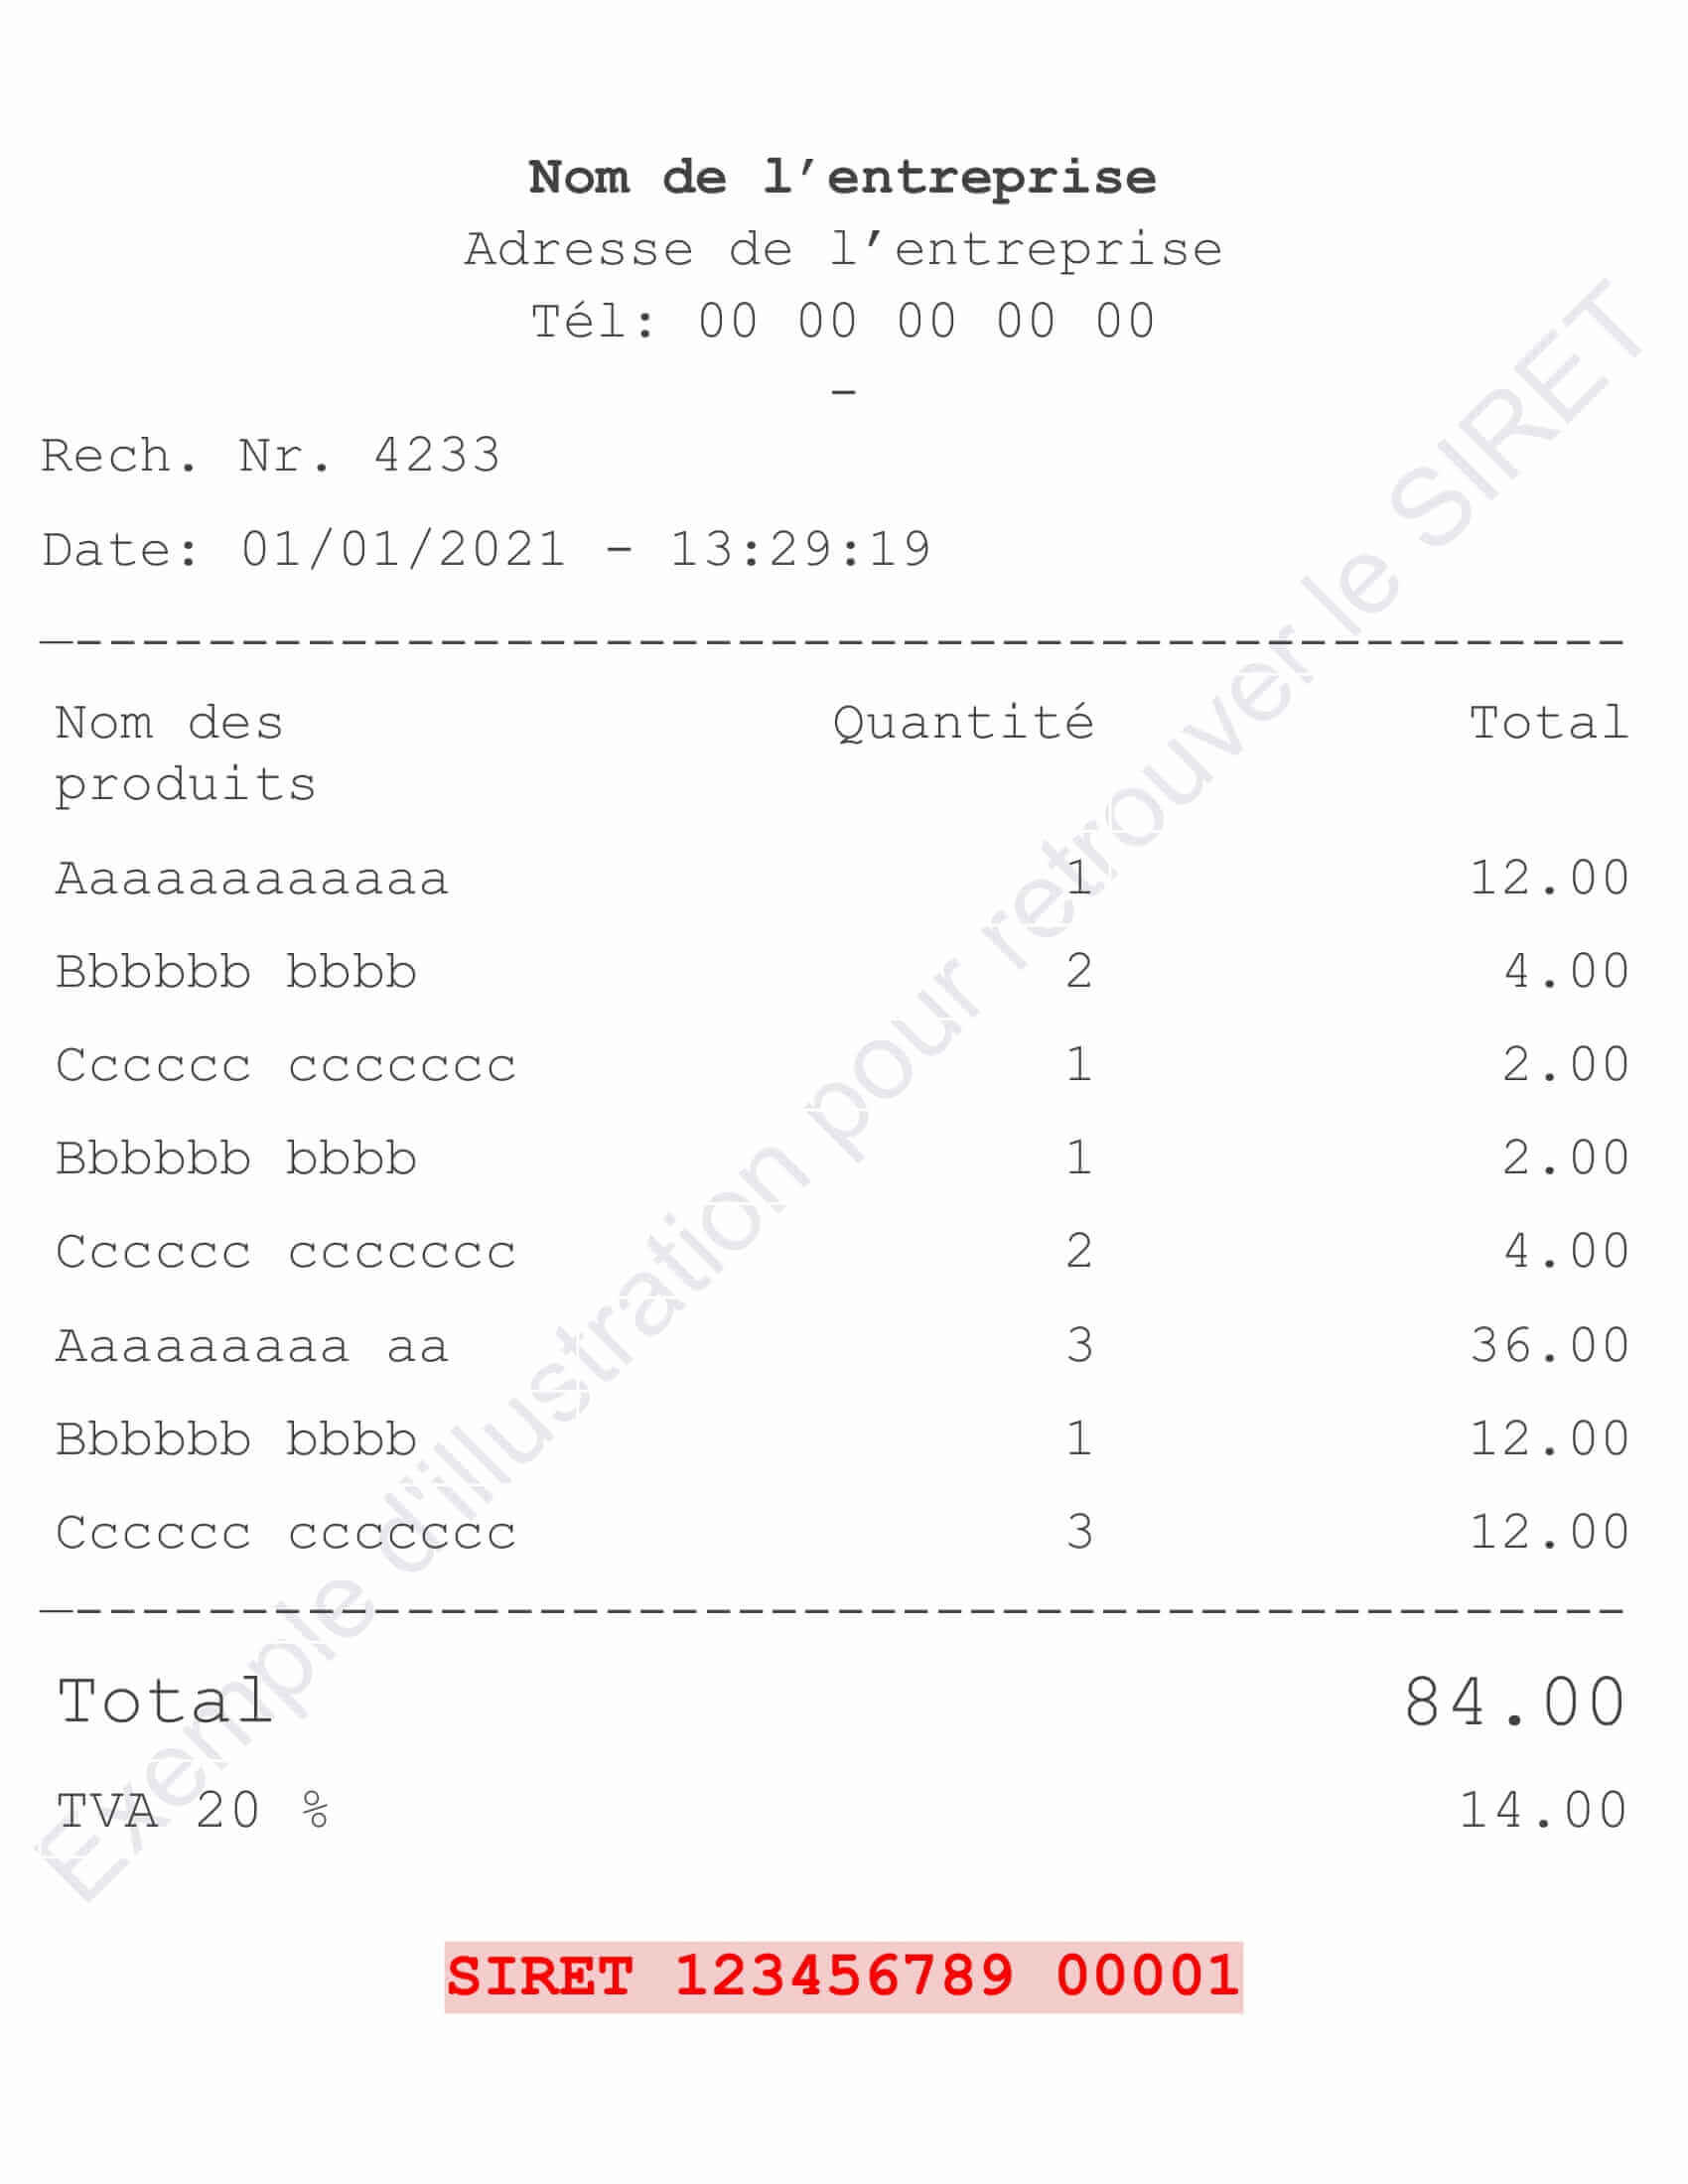 Nom de l’entreprise
Adresse de l’entreprise
Tél: 00 00 00 00 00
-
Rech. Nr. 4233
Date: 01/01/2021 - 13:29:19
—-----------------------------------------------
Nom des produits Quantité Total
Aaaaaaaaaaaa 1 12.00
Bbbbbb bbbb 2 4.00
Cccccc ccccccc 1 2.00
Bbbbbb bbbb 1 2.00
Cccccc ccccccc 2 4.00
Aaaaaaaaa aa 3 36.00
Bbbbbb bbbb 1 12.00
Cccccc ccccccc 3 12.00
—-----------------------------------------------
Total 84.00
TVA 20 % 14.00
SIRET 123456789 00001
Exemple d'illustration pour retrouver le SIRET